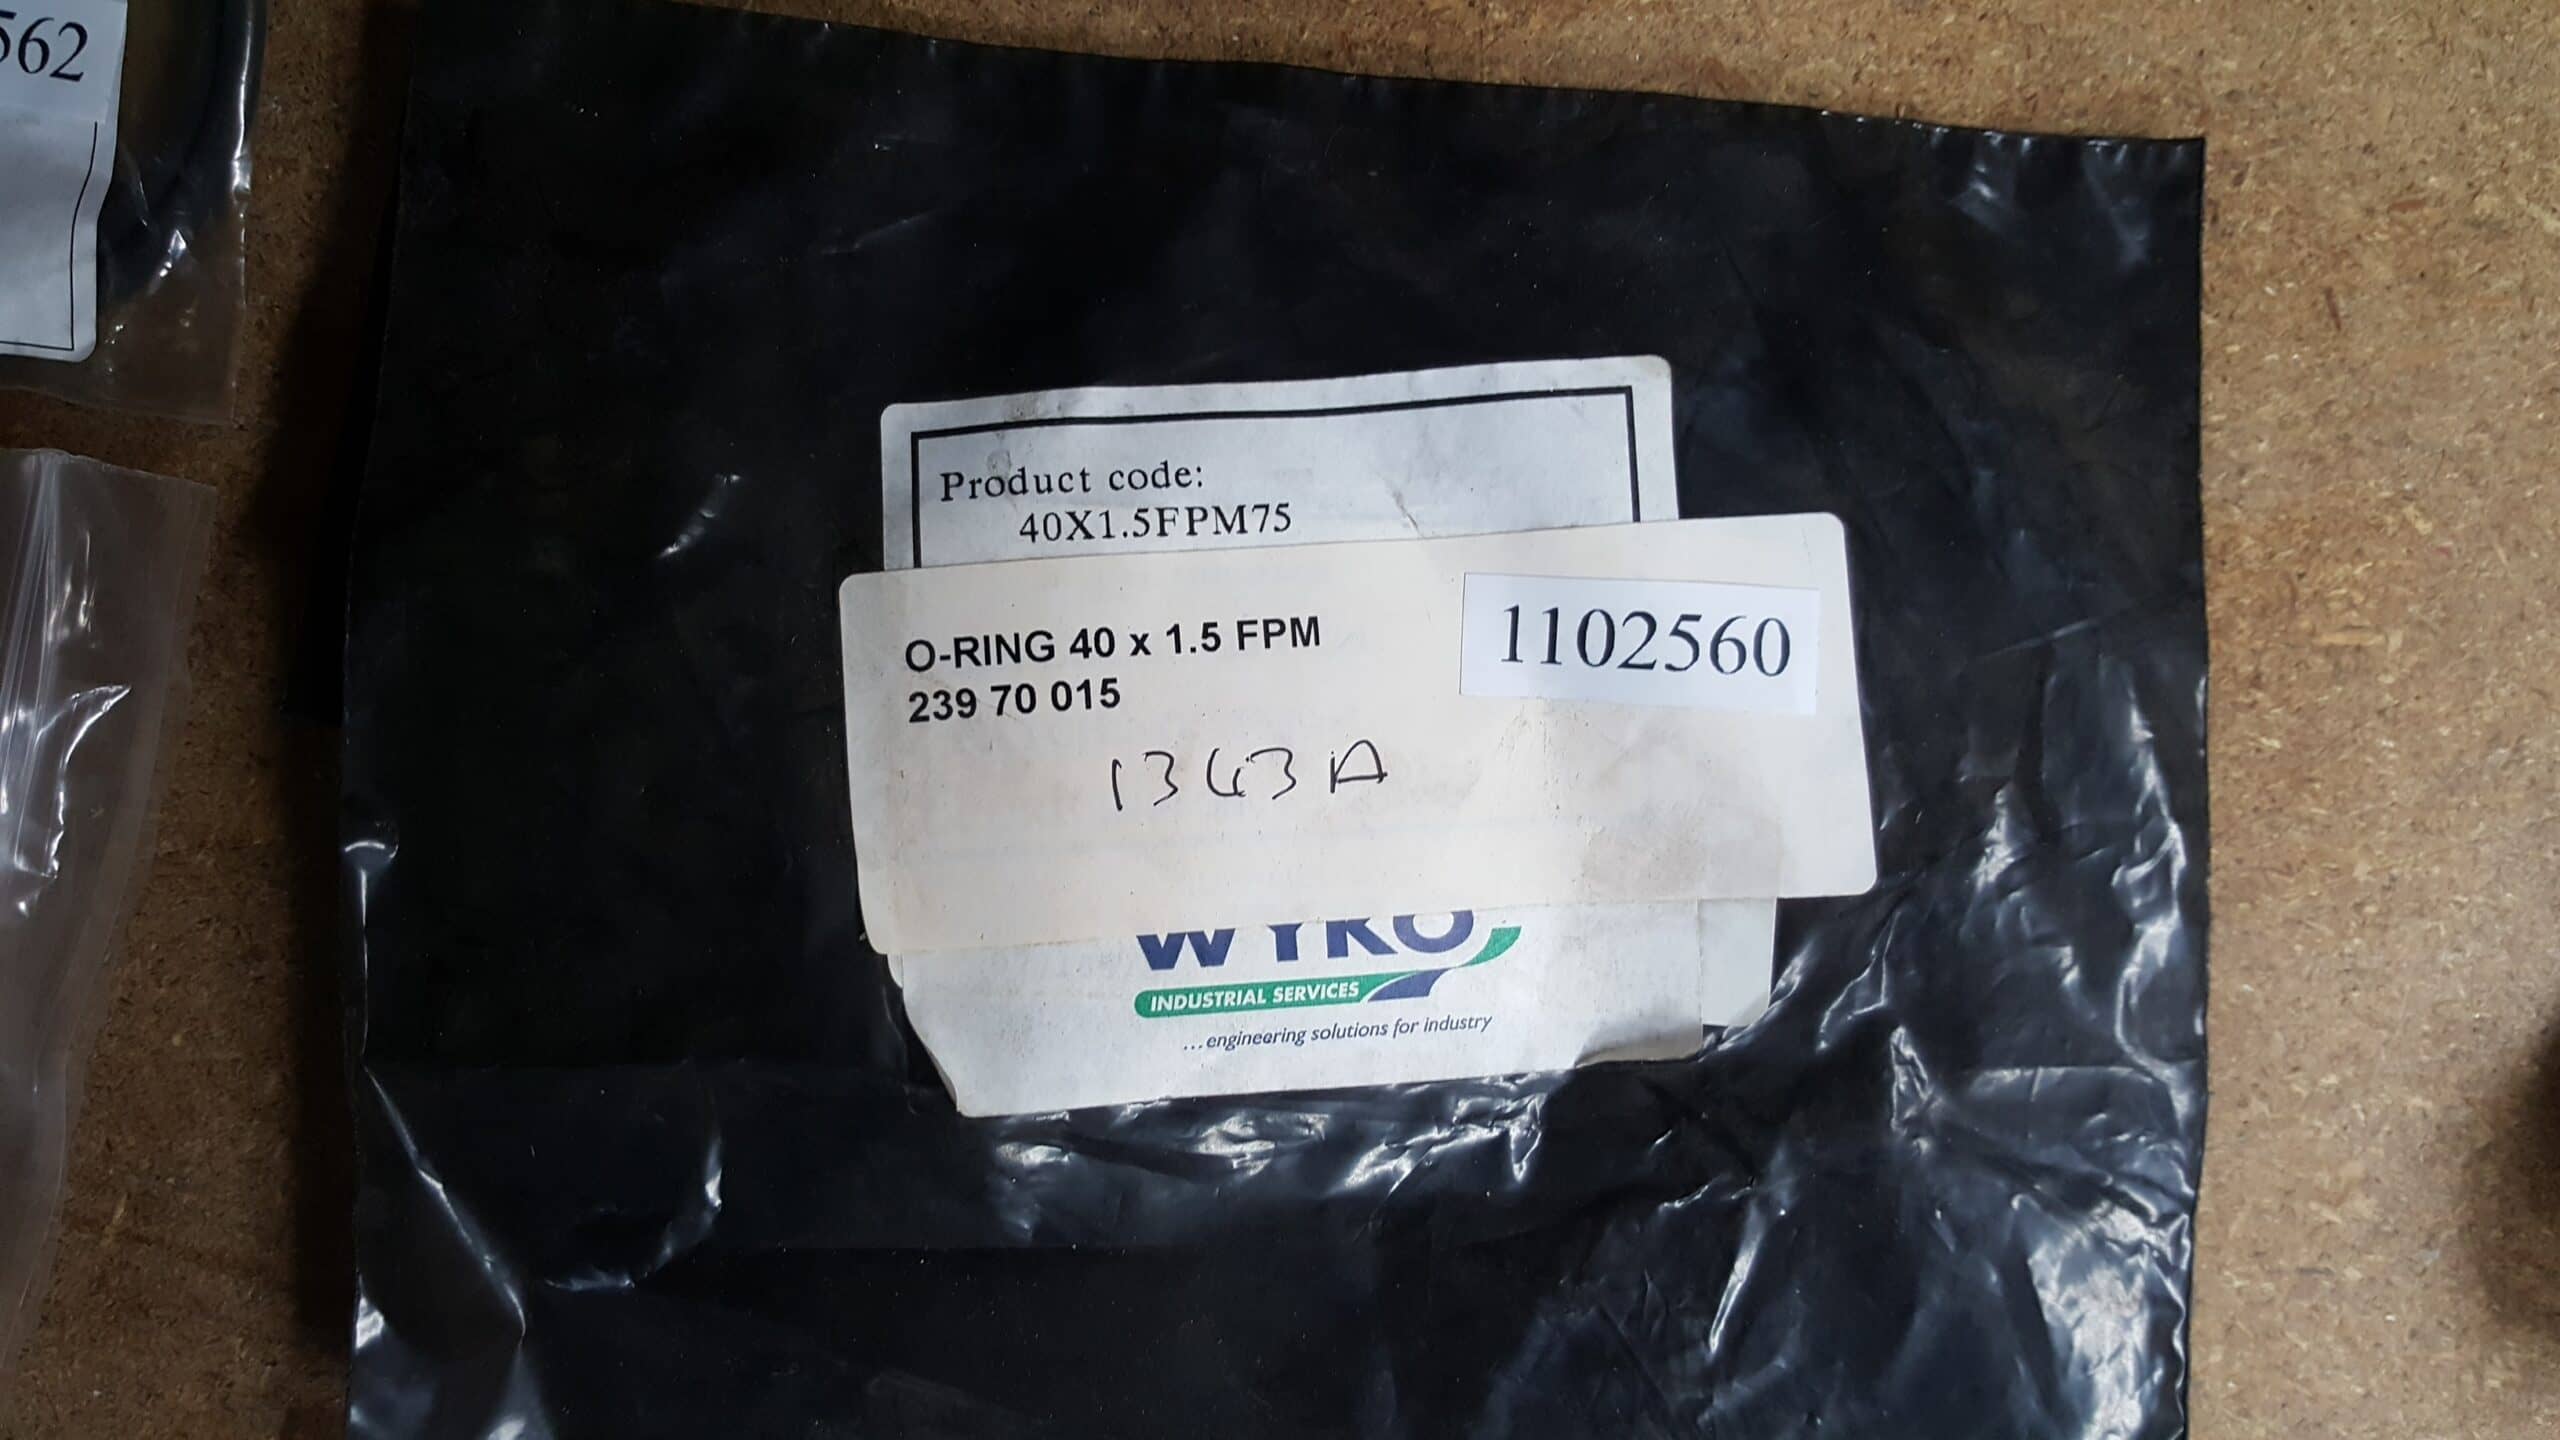 562
Product code:
40X1.5FPM75
O-RING 40 x 1.5 FPM
239 70 015
1102560
WYKO
INDUSTRIAL SERVICES
...engineering solutions for industry